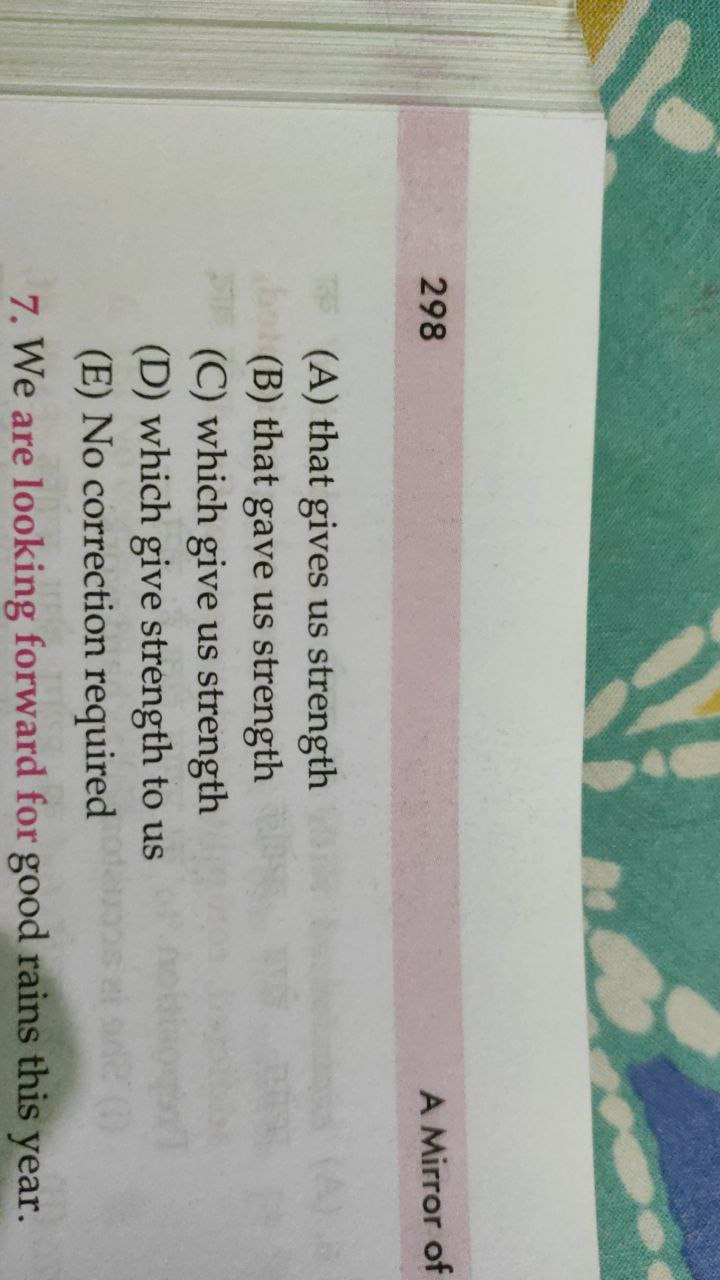 298 A Mirror of
(A) that gives us strength
(B) that gave us strength
(C) which give us strength
(D) which give strength to us
(E) No correction required
7. We are looking forward for good rains this year.